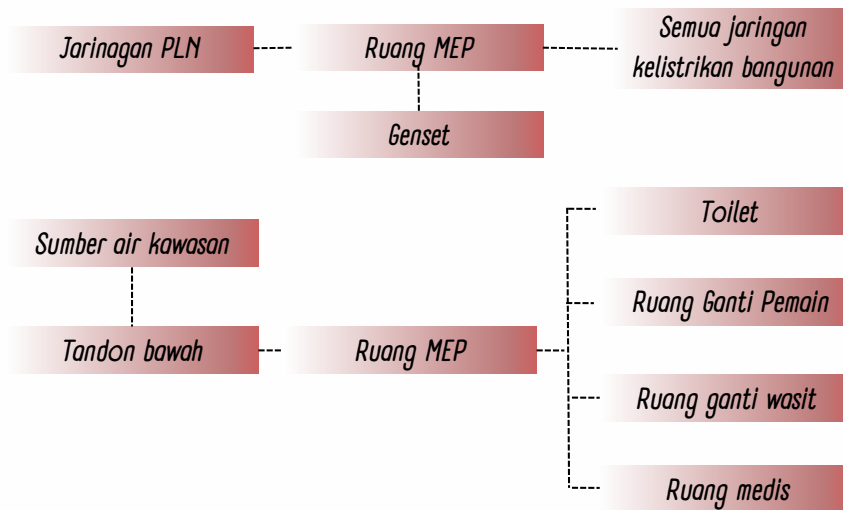 Jarinagan PLN
Ruang MEP
Semua jaringan
kelistrikan bangunan
Genset
Sumber air kawasan
Tandon bawah
Ruang MEP
Toilet
Ruang Ganti Pemain
Ruang ganti wasit
Ruang medis